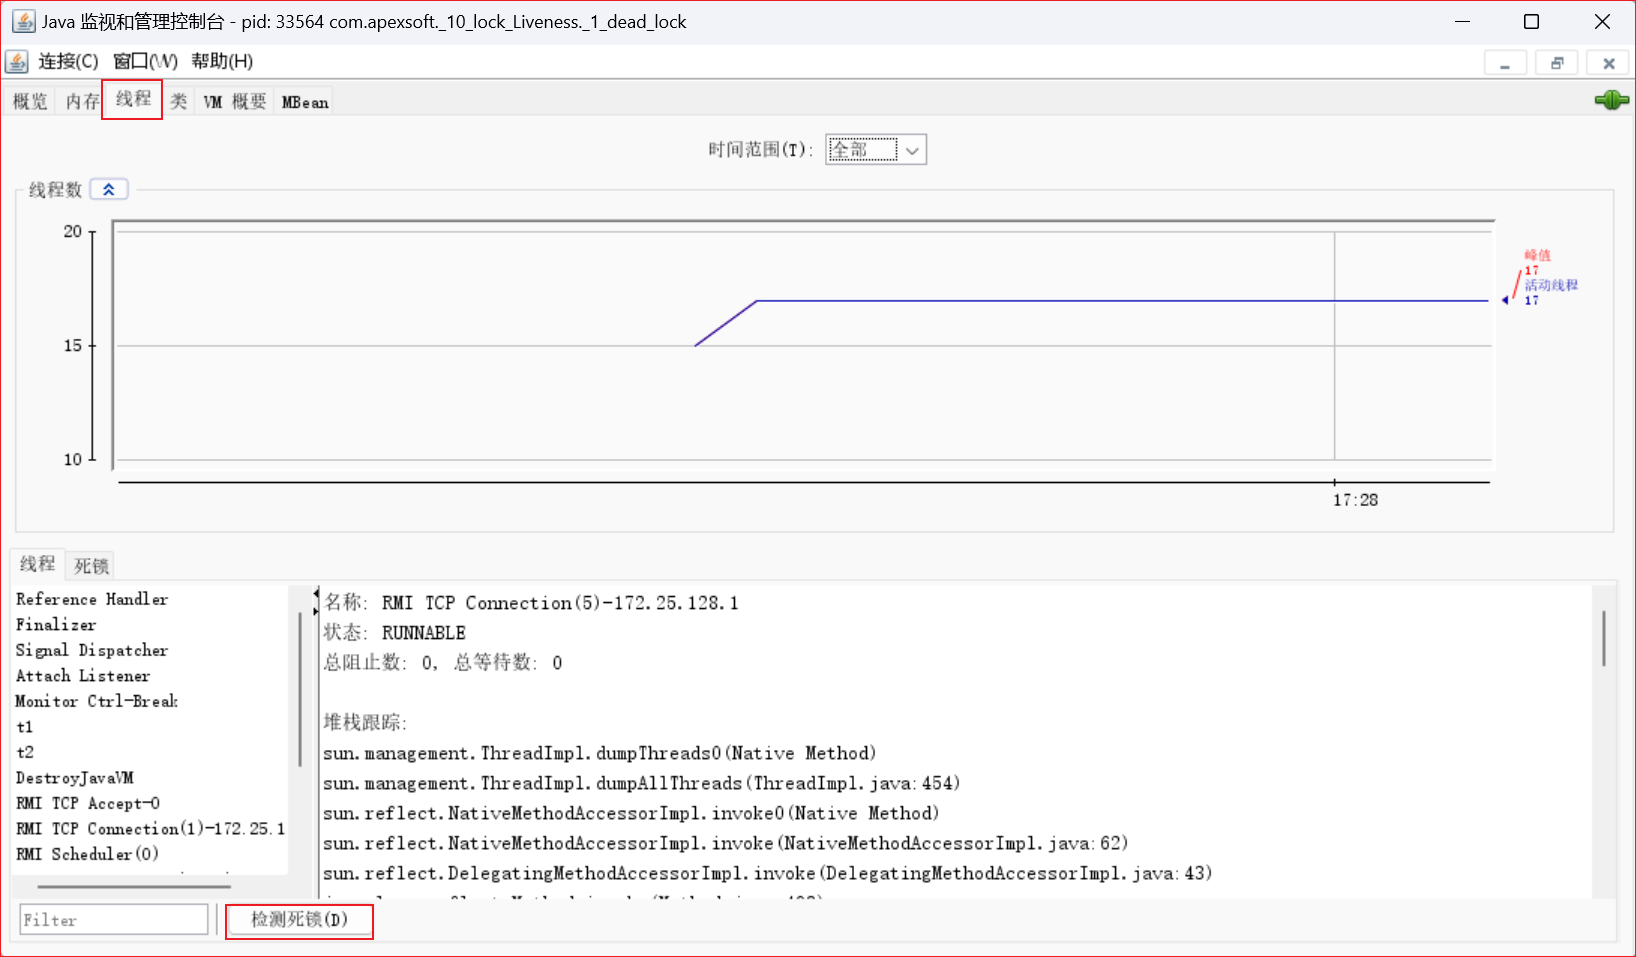 Java 监视和管理控制台 - pid: 33564 com.apexsoft._10_lock_Liveness._1_dead_lock
连接(C) 窗口(W) 帮助(H)
概览 内存 线程 类 VM 概要 MBean
时间范围(T): 全部
线程数
20
15
10
峰值
17
活动线程
17
17:28
线程 死锁
Reference Handler
Finalizer
Signal Dispatcher
Attach Listener
Monitor Ctrl-Break
t1
t2
DestroyJavaVM
RMI TCP Accept-0
RMI TCP Connection(1)-172.25.1
RMI Scheduler(0)
名称: RMI TCP Connection(5)-172.25.128.1
状态: RUNNABLE
总阻止数: 0, 总等待数: 0
堆栈跟踪:
sun.management.ThreadImpl.dumpThreads0(Native Method)
sun.management.ThreadImpl.dumpAllThreads(ThreadImpl.java:454)
sun.reflect.NativeMethodAccessorImpl.invoke0(Native Method)
sun.reflect.NativeMethodAccessorImpl.invoke(NativeMethodAccessorImpl.java:62)
sun.reflect.DelegatingMethodAccessorImpl.invoke(DelegatingMethodAccessorImpl.java:43)
Filter
检测死锁(D)